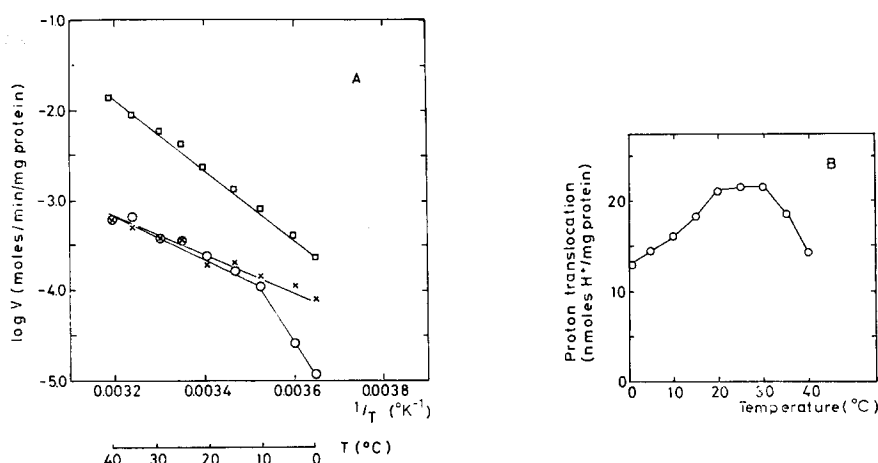 -1.0
-2.0
-3.0
-4.0
-5.0
log V (moles/min/mg protein)
A
0.0032 0.0034 0.0036 0.0038
1/T (°K-1)
40 30 20 10 0
T (°C)
B
20
10
0
Proton translocation
(nmoles H+/mg protein)
0 10 20 30 40
Temperature (°C)